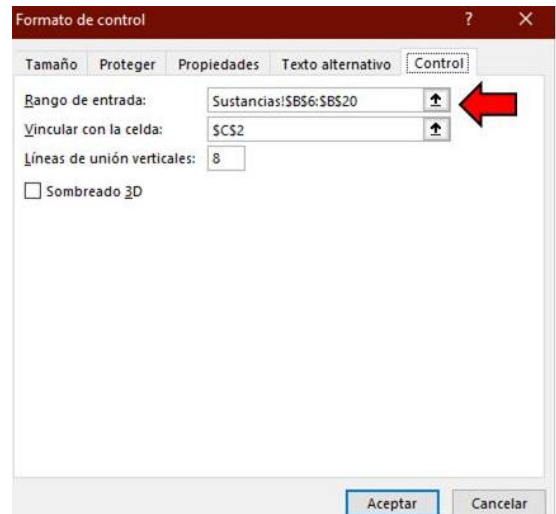 Formato de control ? ×
Tamaño Proteger Propiedades Texto alternativo Control
Rango de entrada: Sustancias!$B$6:$B$20
Vincular con la celda: $C$2
Líneas de unión verticales: 8
Sombreado 3D
Aceptar Cancelar